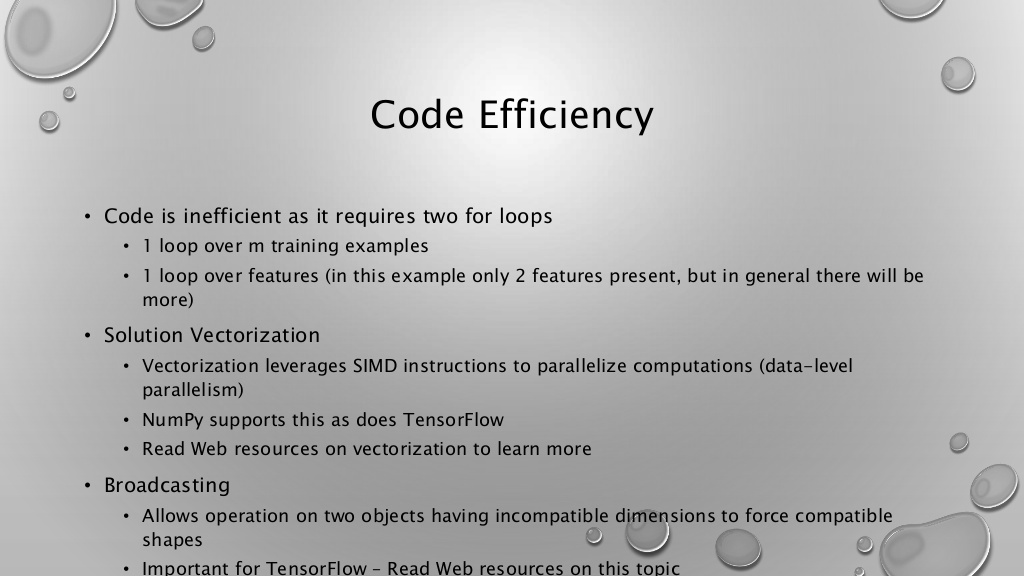 Code Efficiency
• Code is inefficient as it requires two for loops
• 1 loop over m training examples
• 1 loop over features (in this example only 2 features present, but in general there will be
more)
• Solution Vectorization
• Vectorization leverages SIMD instructions to parallelize computations (data-level
parallelism)
• NumPy supports this as does TensorFlow
• Read Web resources on vectorization to learn more
• Broadcasting
• Allows operation on two objects having incompatible dimensions to force compatible
shapes
• Important for TensorFlow – Read Web resources on this topic